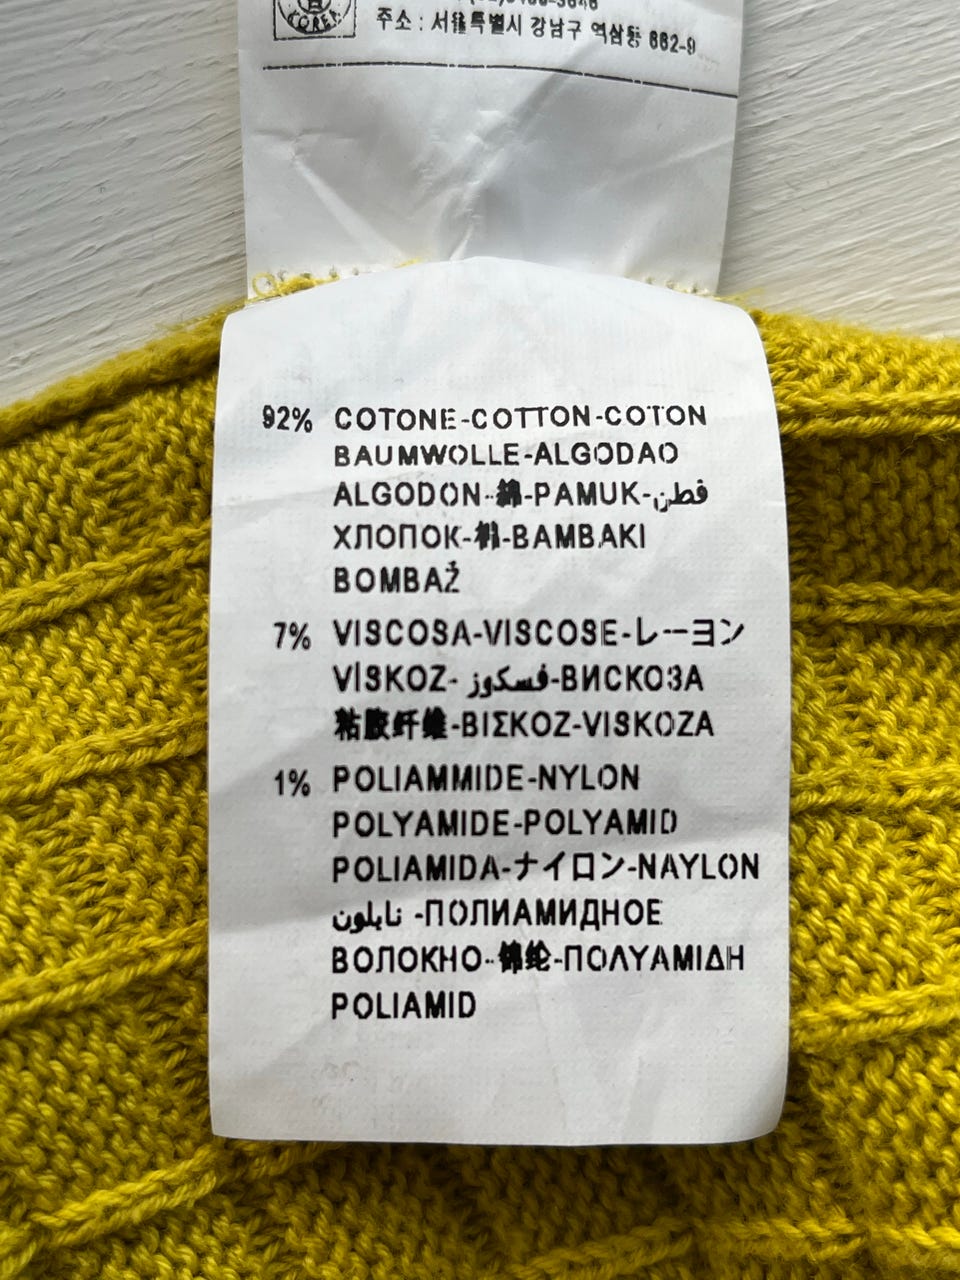 KOREA
주소 : 서울특별시 강남구 역삼동 662-9
92% COTONE-COTTON-COTON
BAUMWOLLE-ALGODAO
ALGODON-綿-PAMUK-قطن
ХЛОПОК-棉-BAMBAKI
BOMBAŽ
7% VISCOSA-VISCOSE-レーヨン
VİSKOZ-فسكوز-ВИСКОЗА
粘胶纤维-ΒΙΣΚΟΖ-VISKOZA
1% POLIAMMIDE-NYLON
POLYAMIDE-POLYAMID
POLIAMIDA-ナイロン-NAYLON
نايلون-ПОЛИАМИДНОЕ
ВОЛОКНО-锦纶-ΠΟΛΥΑΜΙΔΗ
POLIAMID